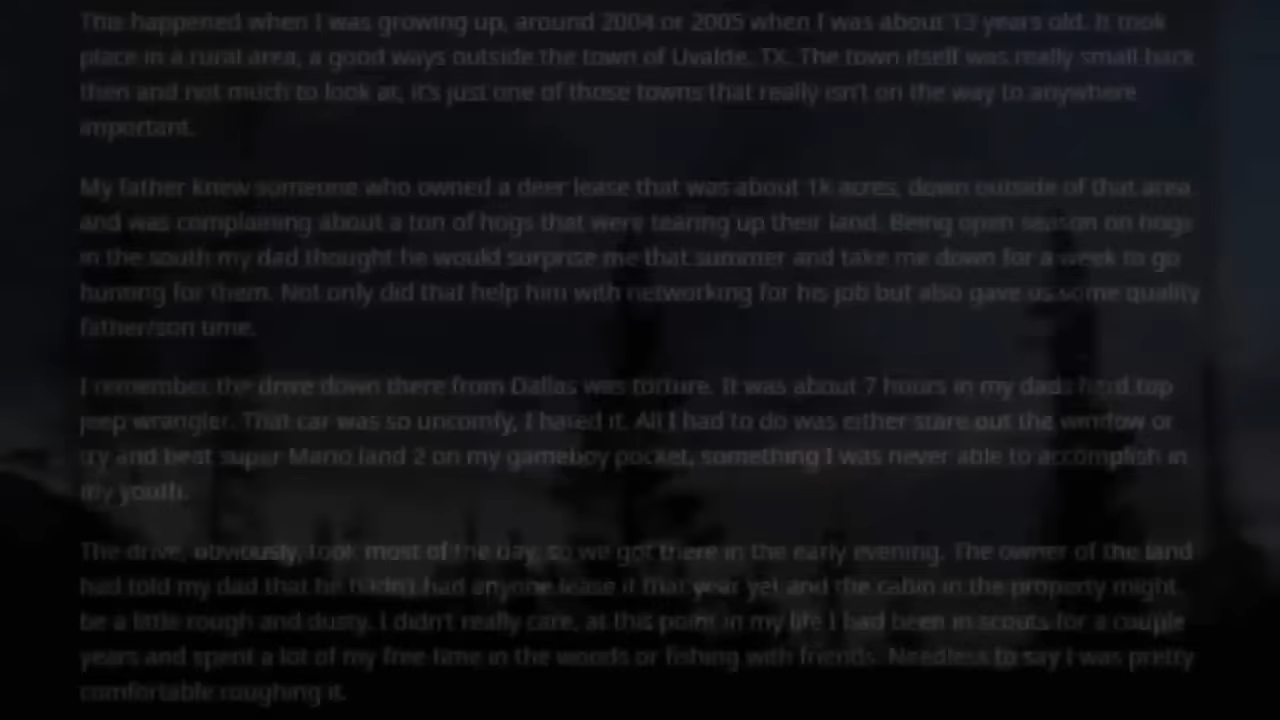 This happened when I was growing up, around 2004 or 2005 when I was about 13 years old. It took
place in a rural area, a good ways outside the town of Uvalde, TX. The town itself was really small back
then and not much to look at, it's just one of those towns that really isn't on the way to anywhere
important.
My father knew someone who owned a deer lease that was about 1k acres, down outside of that area
and was complaining about a ton of hogs that were tearing up their land. Being open season on hogs
in the south my dad thought he would surprise me that summer and take me down for a week to go
hunting for them. Not only did that help him with networking for his job but also gave us some quality
father/son time.
I remember the drive down there from Dallas was torture. It was about 7 hours in my dads hard top
jeep wrangler. That car was so uncomfy, I hated it. All I had to do was either stare out the window or
try and beat super Mario land 2 on my gameboy pocket, something I was never able to accomplish in
my youth.
The drive, obviously, took most of the day, so we got there in the early evening. The owner of the land
had told my dad that he hadn't had anyone lease it that year yet and the cabin in the property might
be a little rough and dusty. I didn't really care, at this point in my life I had been in scouts for a couple
years and spent a lot of my free time in the woods or fishing with friends. Needless to say I was pretty
comfortable roughing it.